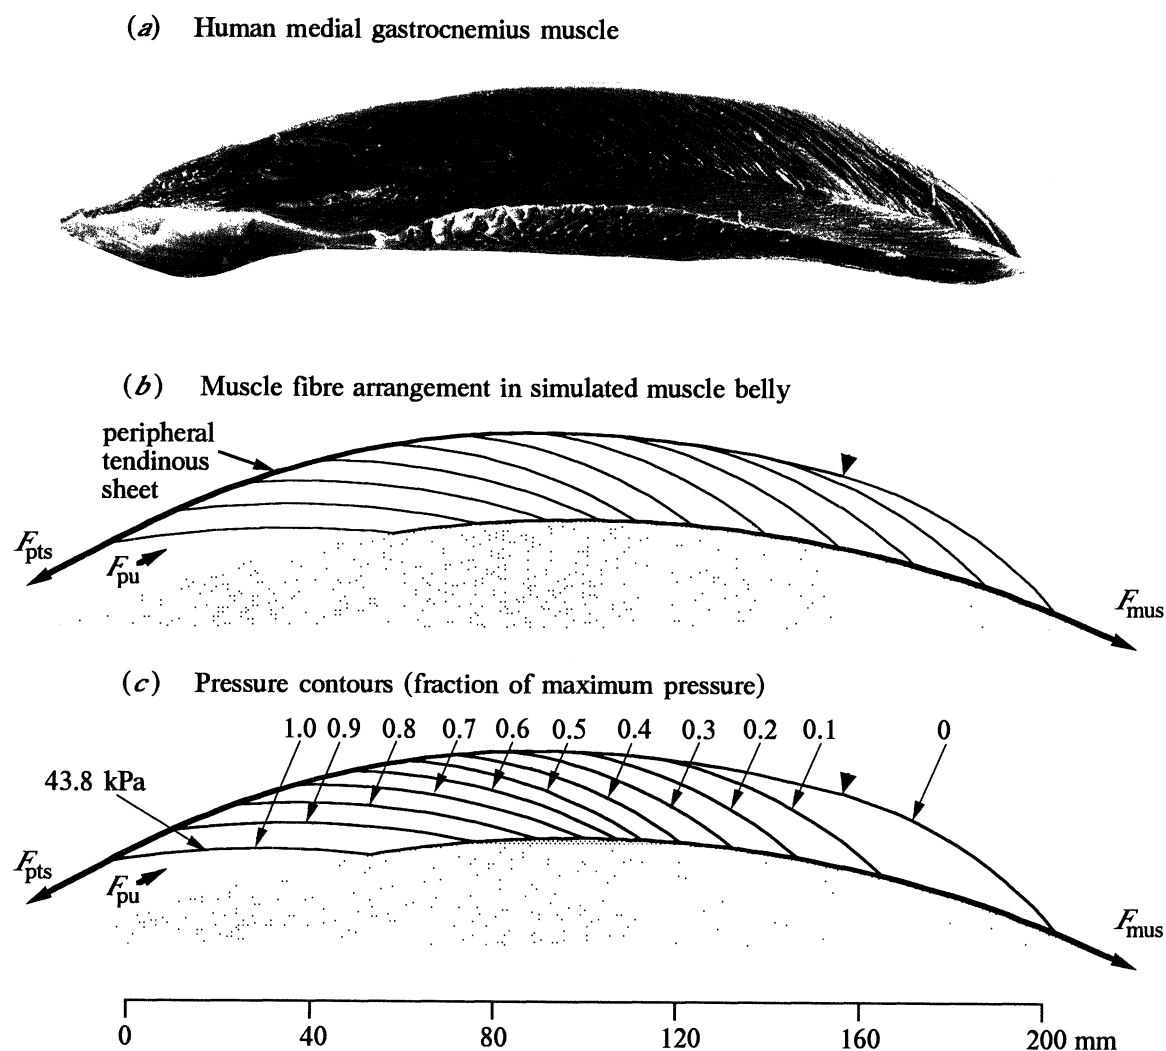 (a) Human medial gastrocnemius muscle
(b) Muscle fibre arrangement in simulated muscle belly
peripheral
tendinous
sheet
Fpts
Fpu
Fmus
(c) Pressure contours (fraction of maximum pressure)
1.0 0.9 0.8 0.7 0.6 0.5 0.4 0.3 0.2 0.1 0
43.8 kPa
Fpts
Fpu
Fmus
0 40 80 120 160 200 mm